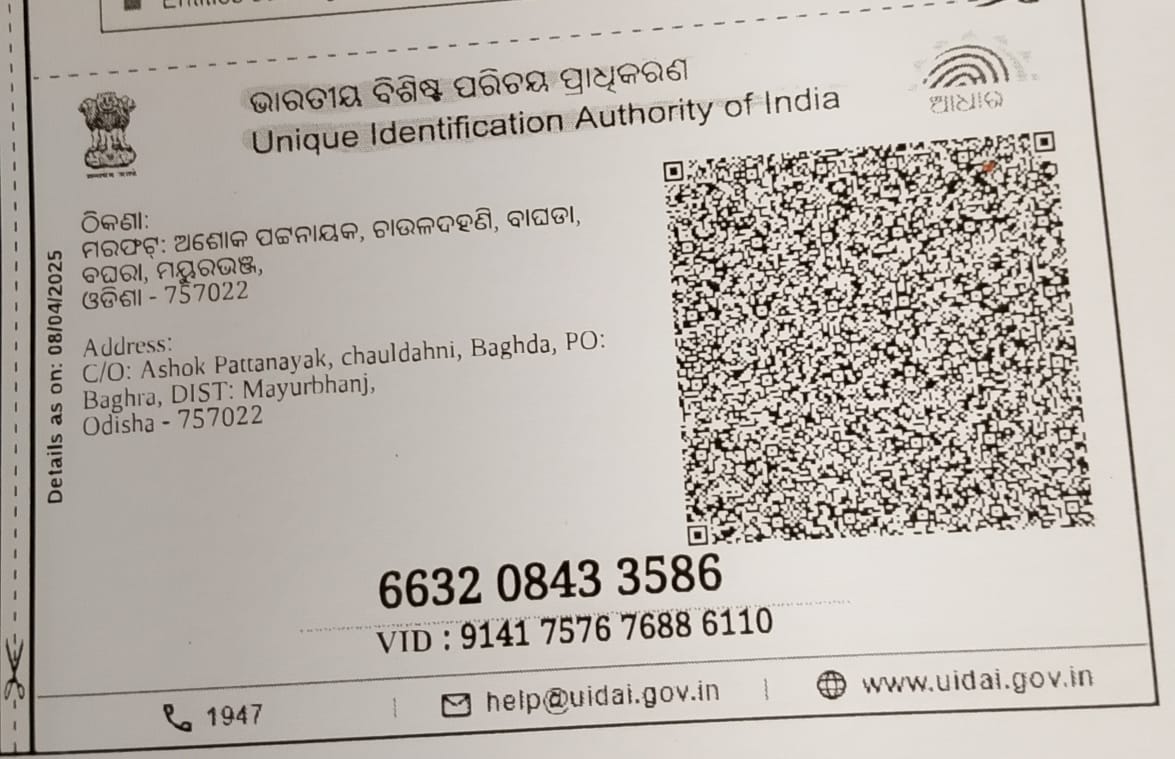 ଭାରତୀୟ ବିଶିଷ୍ଟ ପରିଚୟ ପ୍ରାଧିକରଣ
Unique Identification Authority of India
ଆଧାର
ଠିକଣା:
ମରଫଟ୍: ଅଶୋକ ପଟ୍ଟନାୟକ, ଚାଉଳଦହଣି, ବାଘଡା,
ବଘରା, ମୟୁରଭଞ୍ଜ,
ଓଡିଶା - 757022
Address:
C/O: Ashok Pattanayak, chauldahni, Baghda, PO:
Baghra, DIST: Mayurbhanj,
Odisha - 757022
Details as on: 08/04/2025
6632 0843 3586
VID : 9141 7576 7688 6110
1947 | help@uidai.gov.in | www.uidai.gov.in